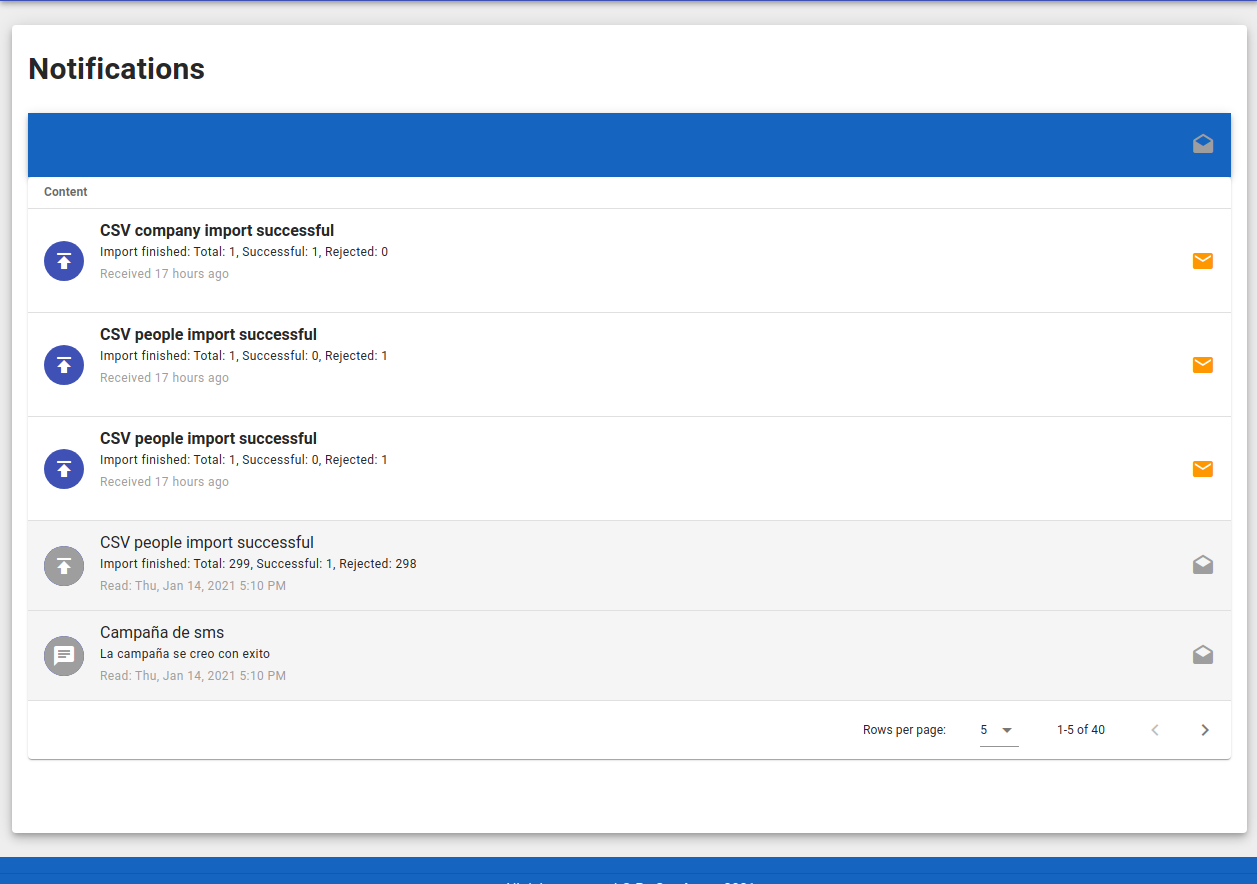 Notifications
Content
CSV company import successful
Import finished: Total: 1, Successful: 1, Rejected: 0
Received 17 hours ago
CSV people import successful
Import finished: Total: 1, Successful: 0, Rejected: 1
Received 17 hours ago
CSV people import successful
Import finished: Total: 1, Successful: 0, Rejected: 1
Received 17 hours ago
CSV people import successful
Import finished: Total: 299, Successful: 1, Rejected: 298
Read: Thu, Jan 14, 2021 5:10 PM
Campaña de sms
La campaña se creo con exito
Read: Thu, Jan 14, 2021 5:10 PM
Rows per page: 5 1-5 of 40